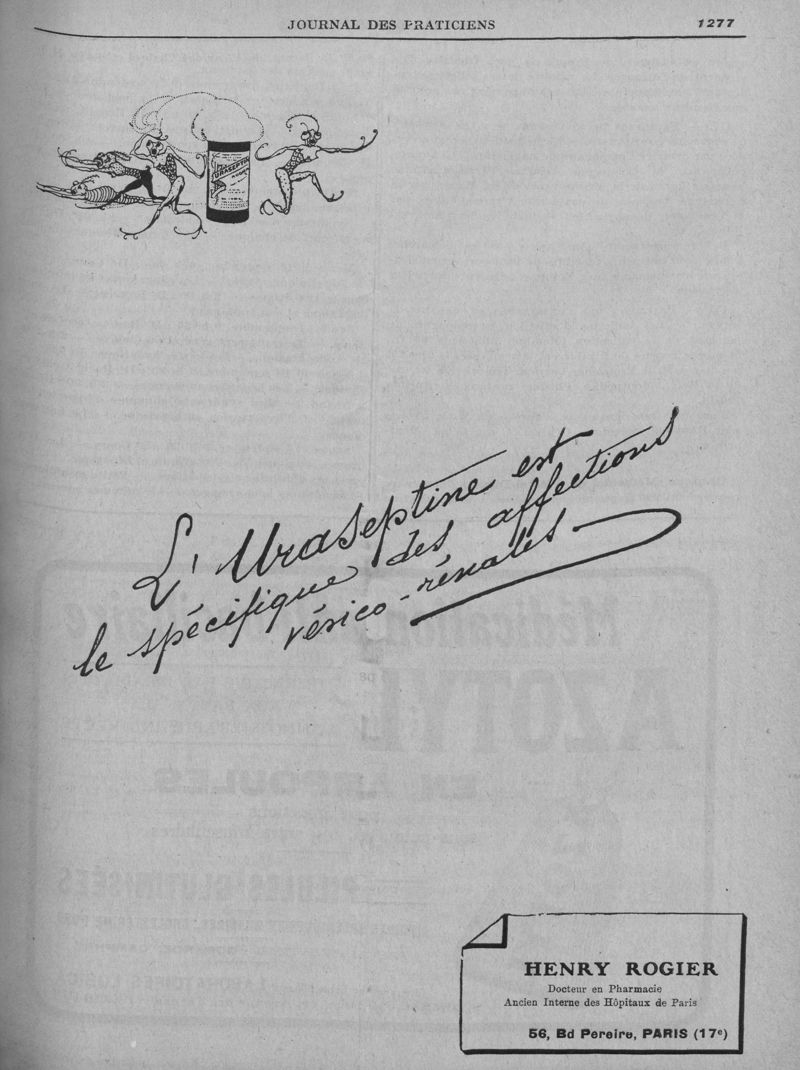 JOURNAL DES PRATICIENS 1277
URASEPTINE
L'Uraseptine est
le spécifique des affections
vésico-rénales
HENRY ROGIER
Docteur en Pharmacie
Ancien Interne des Hôpitaux de Paris
56, Bd Pereire, PARIS (17e)